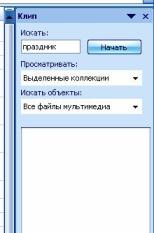 Клип
Искать:
праздник
Начать
Просматривать:
Выделенные коллекции
Искать объекты:
Все файлы мультимедиа